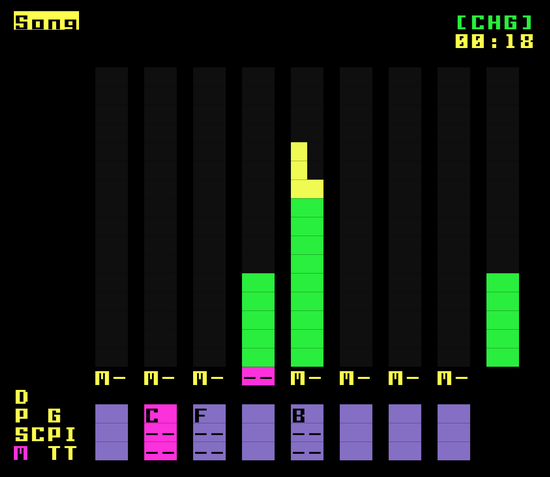 Song
[CHG]
00:18
M- M- M- -- M- M- M- M-
D
P G C F B
SCPI -- -- --
M TT -- -- --